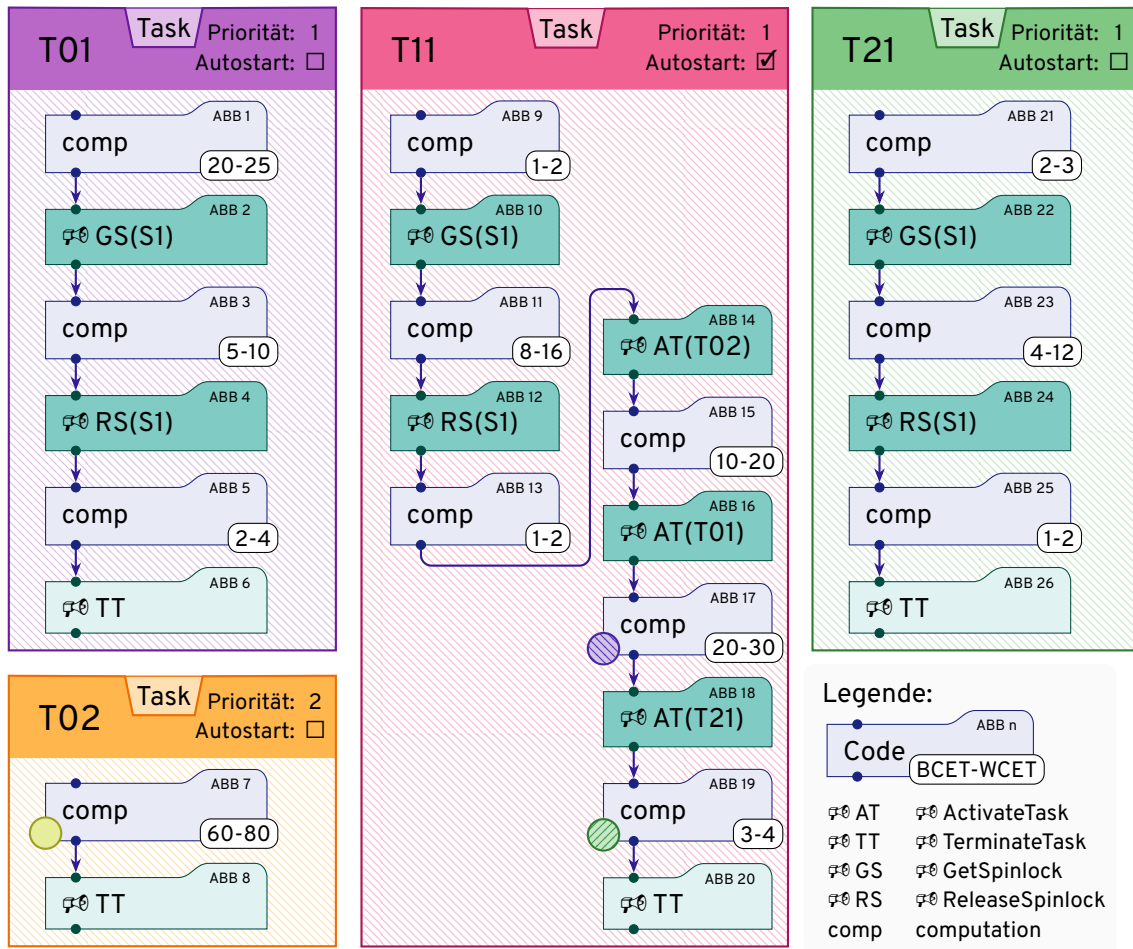 T01
Task
Priorität: 1
Autostart: ☐
ABB 1
comp
20-25
ABB 2
GS(S1)
ABB 3
comp
5-10
ABB 4
RS(S1)
ABB 5
comp
2-4
ABB 6
TT
T02
Task
Priorität: 2
Autostart: ☐
ABB 7
comp
60-80
ABB 8
TT
T11
Task
Priorität: 1
Autostart: ☑
ABB 9
comp
1-2
ABB 10
GS(S1)
ABB 11
comp
8-16
ABB 12
RS(S1)
ABB 13
comp
1-2
ABB 14
AT(T02)
ABB 15
comp
10-20
ABB 16
AT(T01)
ABB 17
comp
20-30
ABB 18
AT(T21)
ABB 19
comp
3-4
ABB 20
TT
T21
Task
Priorität: 1
Autostart: ☐
ABB 21
comp
2-3
ABB 22
GS(S1)
ABB 23
comp
4-12
ABB 24
RS(S1)
ABB 25
comp
1-2
ABB 26
TT
Legende:
ABB n
Code
BCET-WCET
AT ActivateTask
TT TerminateTask
GS GetSpinlock
RS ReleaseSpinlock
comp computation